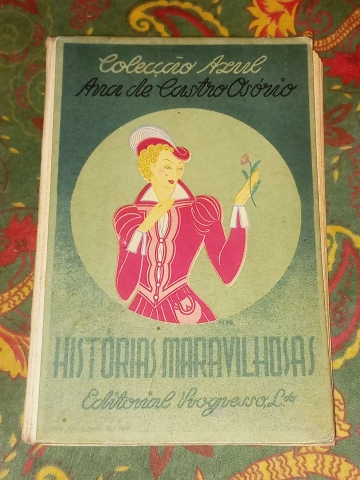 Colecção Azul
Ana de Castro Osório
HISTÓRIAS MARAVILHOSAS
Editorial Progresso, L.da